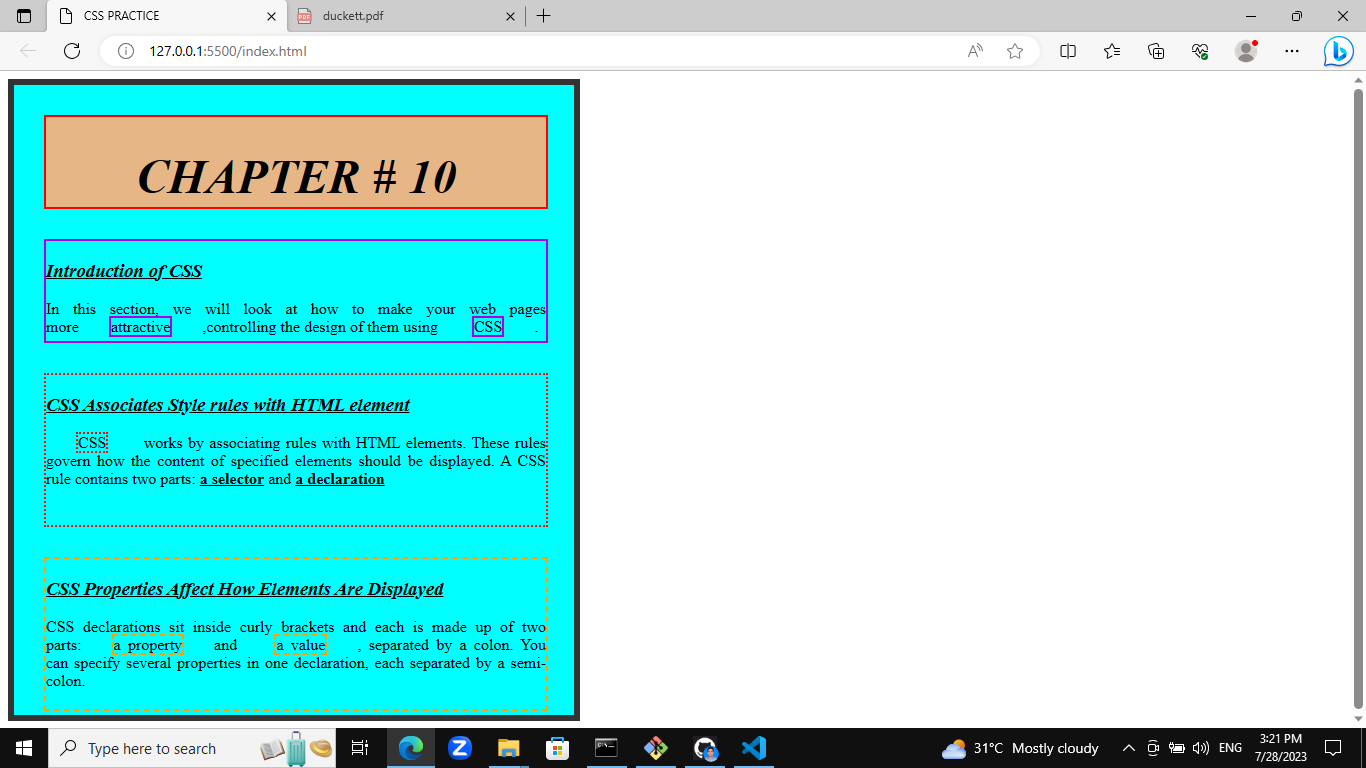 CSS PRACTICE
duckett.pdf
127.0.0.1:5500/index.html
CHAPTER # 10
Introduction of CSS
In this section, we will look at how to make your web pages
more attractive ,controlling the design of them using CSS .
CSS Associates Style rules with HTML element
CSS works by associating rules with HTML elements. These rules
govern how the content of specified elements should be displayed. A CSS
rule contains two parts: a selector and a declaration
CSS Properties Affect How Elements Are Displayed
CSS declarations sit inside curly brackets and each is made up of two
parts: a property and a value , separated by a colon. You
can specify several properties in one declaration, each separated by a semi-
colon.
Type here to search
31°C Mostly cloudy
ENG
3:21 PM
7/28/2023